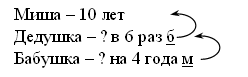 Миша – 10 лет
Дедушка – ? в 6 раз б
Бабушка – ? на 4 года м